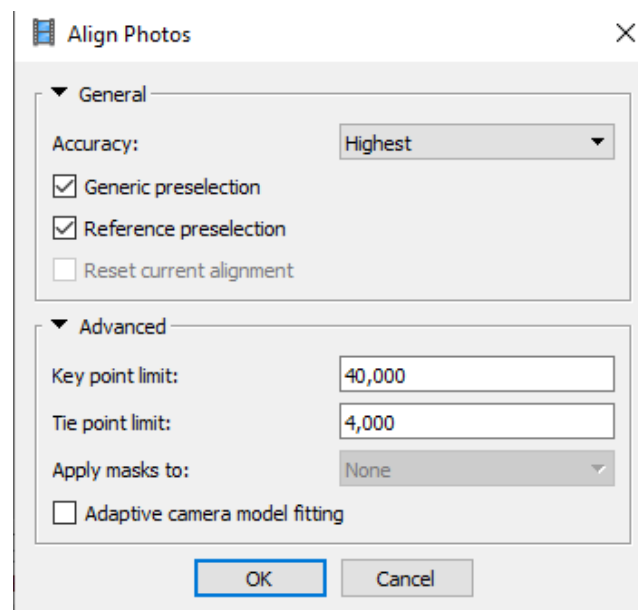 Align Photos
General
Accuracy: Highest
Generic preselection
Reference preselection
Reset current alignment
Advanced
Key point limit: 40,000
Tie point limit: 4,000
Apply masks to: None
Adaptive camera model fitting
OK Cancel